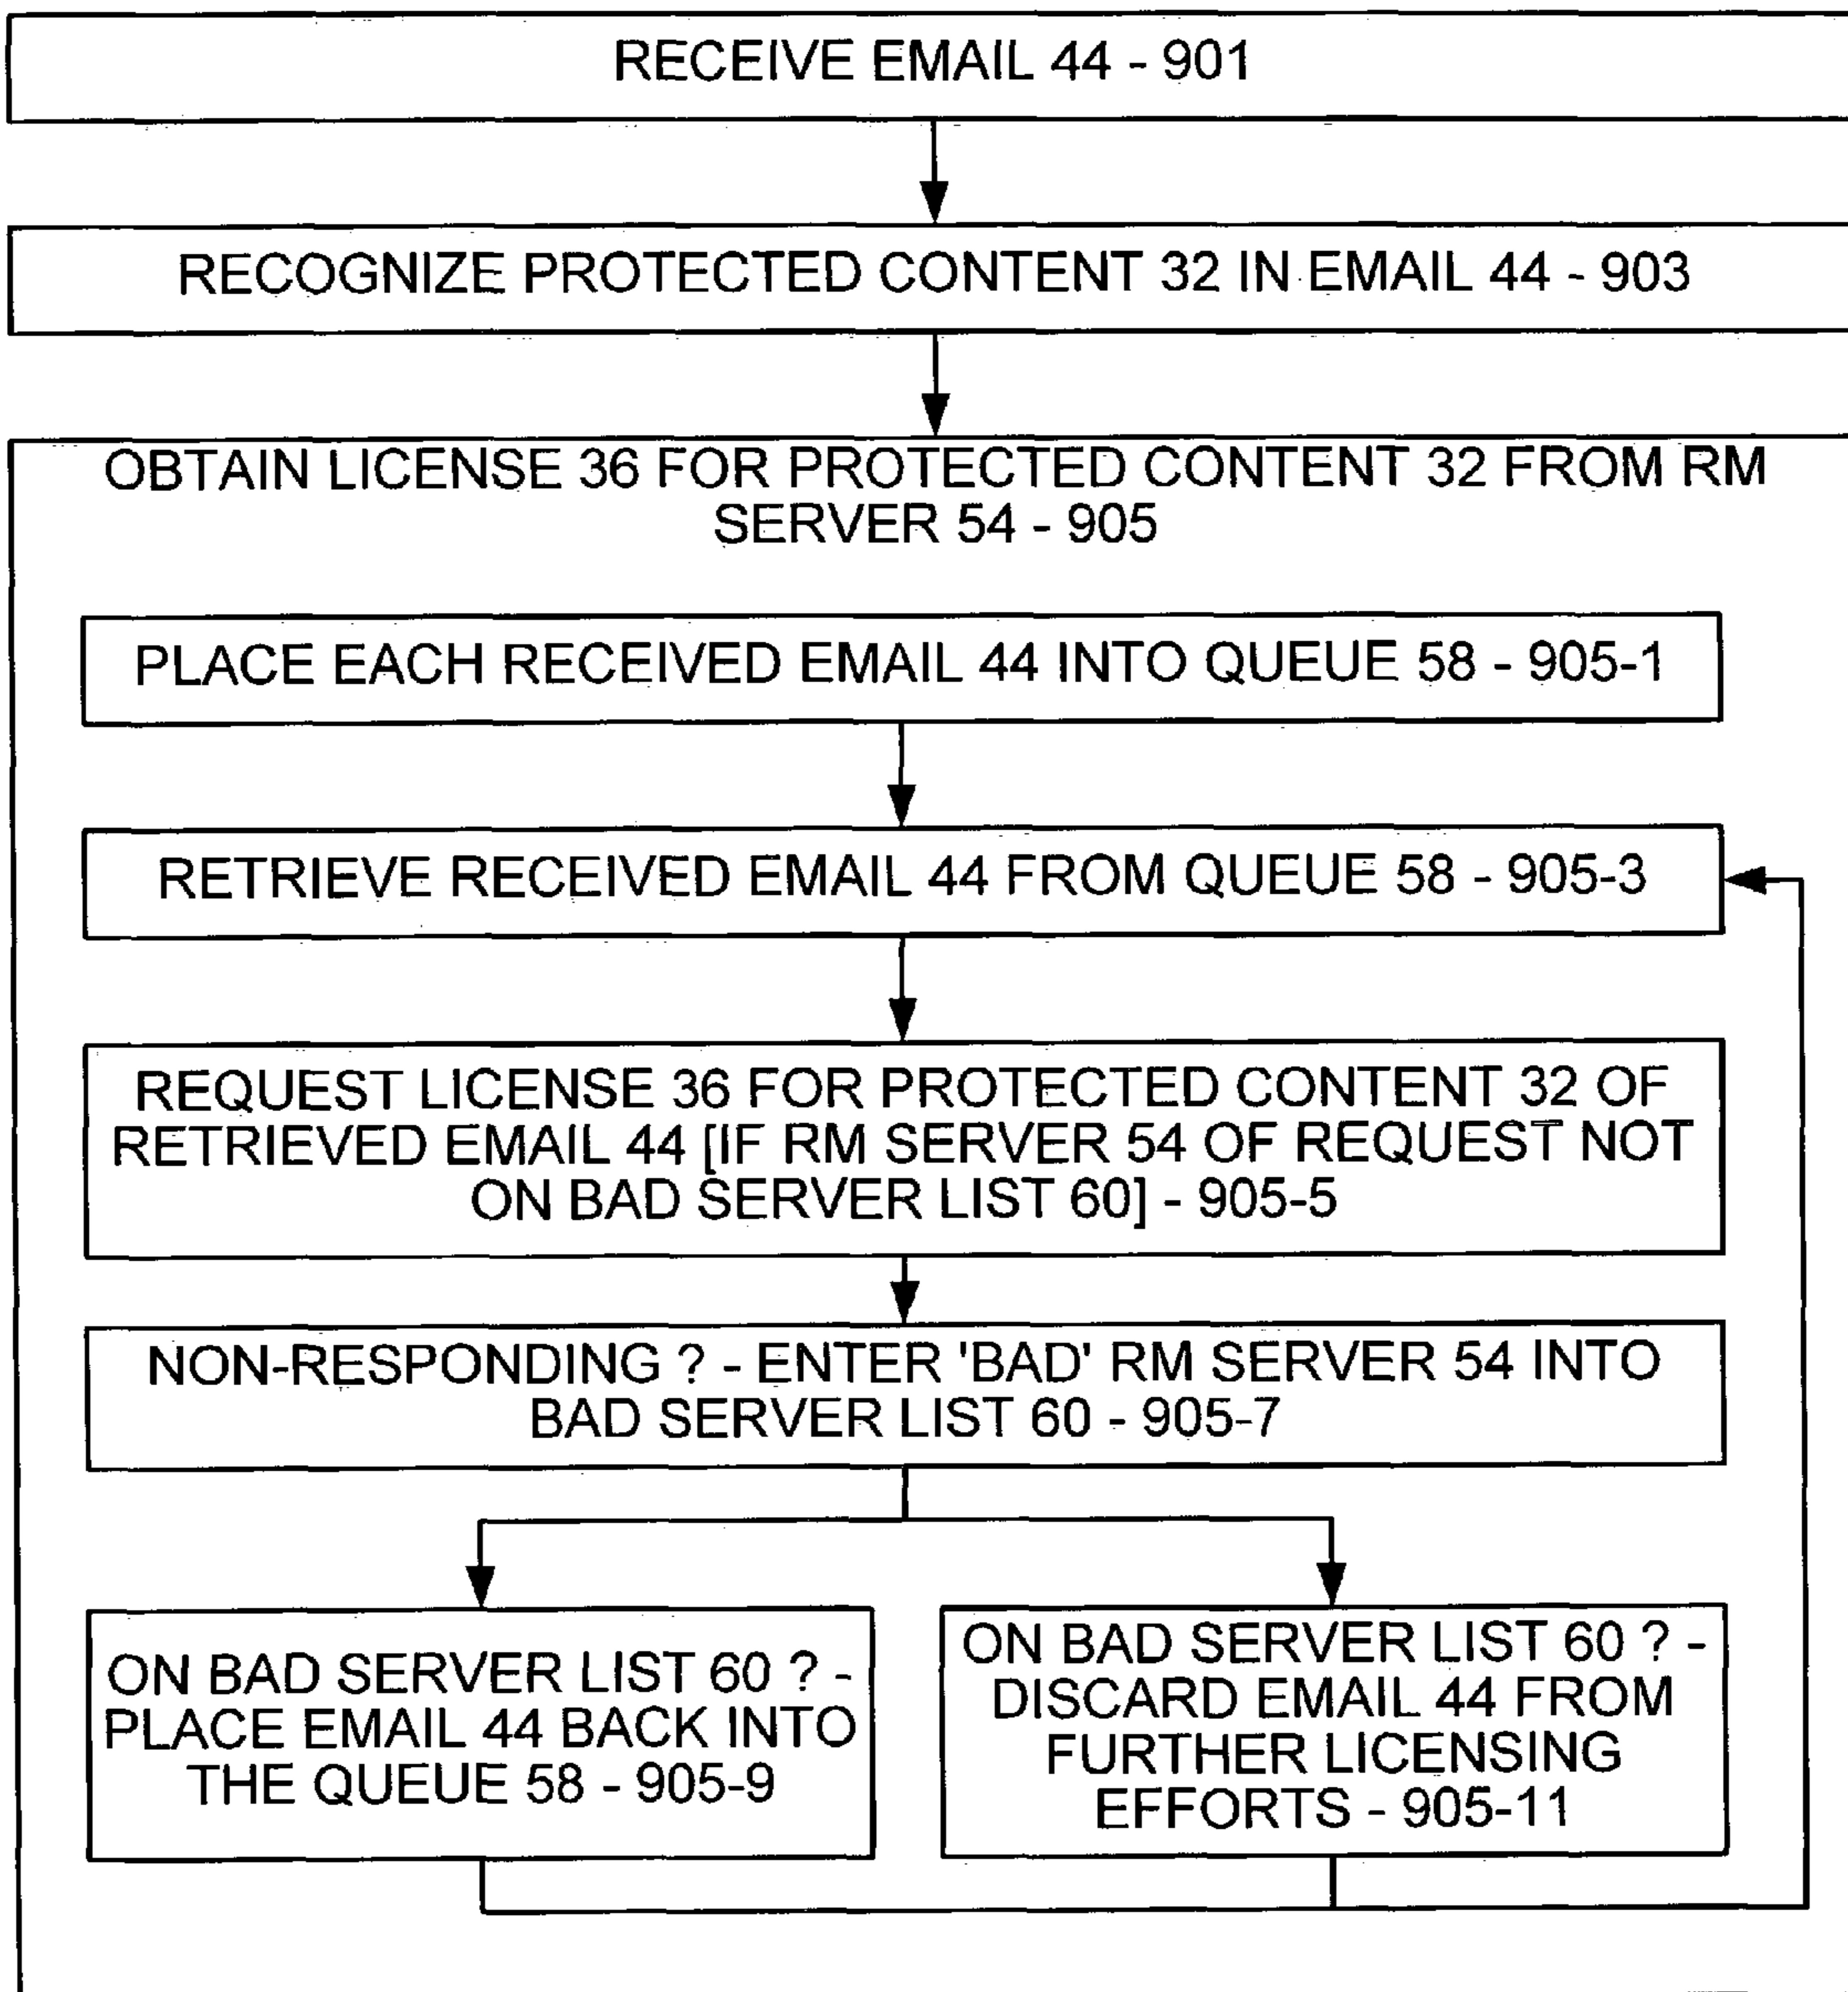 RECEIVE EMAIL 44 - 901
RECOGNIZE PROTECTED CONTENT 32 IN EMAIL 44 - 903
OBTAIN LICENSE 36 FOR PROTECTED CONTENT 32 FROM RM
SERVER 54 - 905
PLACE EACH RECEIVED EMAIL 44 INTO QUEUE 58 - 905-1
RETRIEVE RECEIVED EMAIL 44 FROM QUEUE 58 - 905-3
REQUEST LICENSE 36 FOR PROTECTED CONTENT 32 OF
RETRIEVED EMAIL 44 [IF RM SERVER 54 OF REQUEST NOT
ON BAD SERVER LIST 60] - 905-5
NON-RESPONDING ? - ENTER 'BAD' RM SERVER 54 INTO
BAD SERVER LIST 60 - 905-7
ON BAD SERVER LIST 60 ? -
PLACE EMAIL 44 BACK INTO
THE QUEUE 58 - 905-9
ON BAD SERVER LIST 60 ? -
DISCARD EMAIL 44 FROM
FURTHER LICENSING
EFFORTS - 905-11